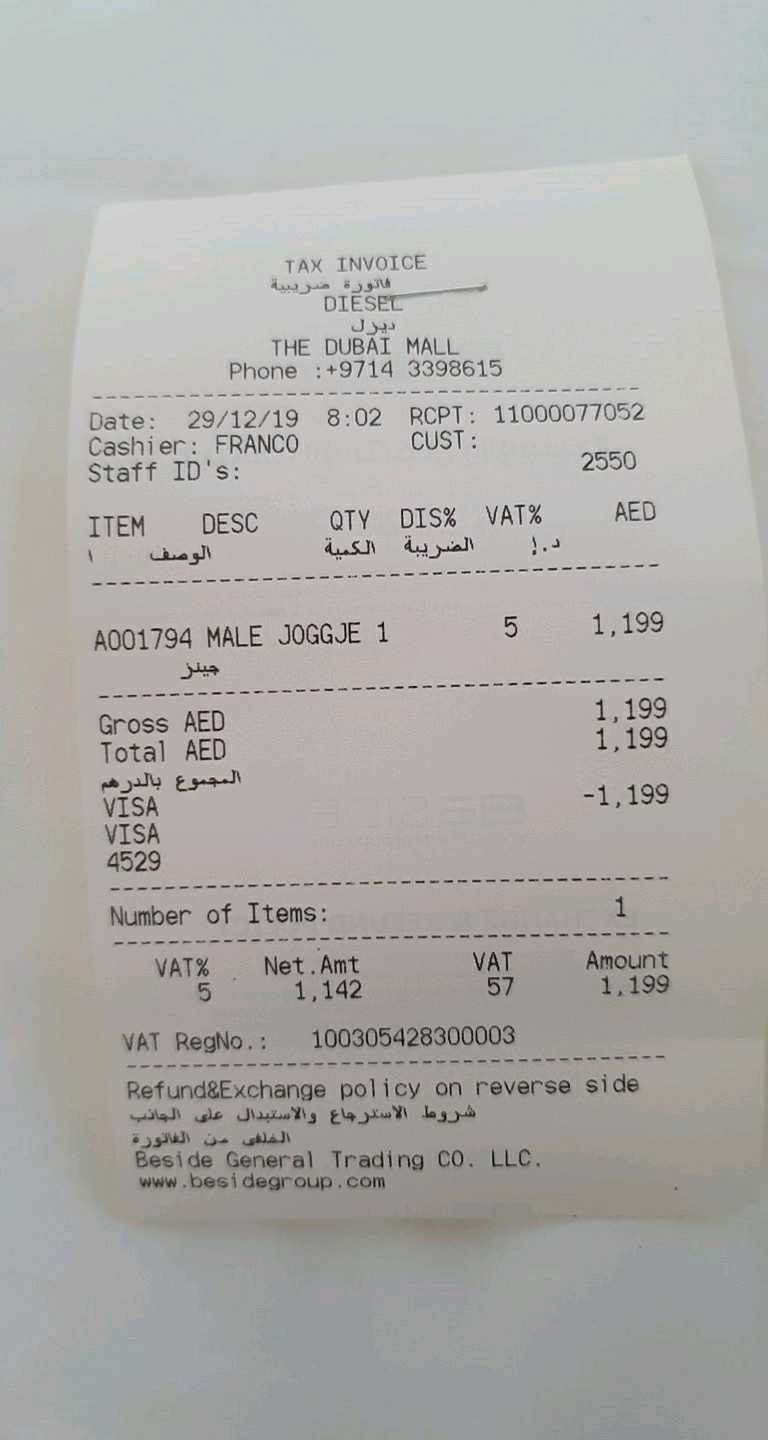 TAX INVOICE
فاتورة ضريبية
DIESEL
ديزل
THE DUBAI MALL
Phone :+9714 3398615
Date: 29/12/19 8:02 RCPT: 11000077052
Cashier: FRANCO CUST:
Staff ID's: 2550
ITEM DESC QTY DIS% VAT% AED
ا الوصف الكمية الضريبة د.إ
A001794 MALE JOGGJE 1 5 1,199
جينز
Gross AED 1,199
Total AED 1,199
المجموع بالدرهم
VISA -1,199
VISA
4529
Number of Items: 1
VAT% Net.Amt VAT Amount
5 1,142 57 1,199
VAT RegNo.: 100305428300003
Refund&Exchange policy on reverse side
شروط الاسترجاع والاستبدال على الجانب
الخلفى من الفاتورة
Beside General Trading CO. LLC.
www.besidegroup.com